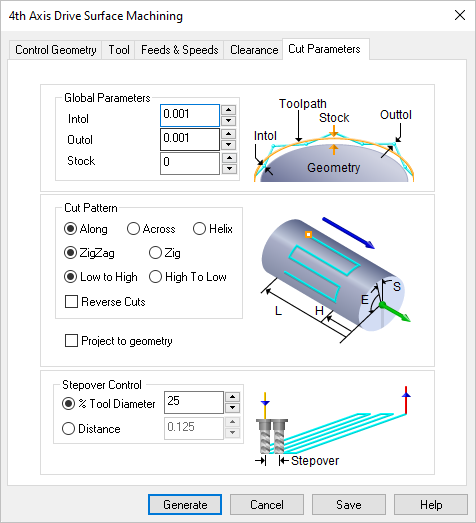 4th Axis Drive Surface Machining
Control Geometry Tool Feeds & Speeds Clearance Cut Parameters
Global Parameters
Intol 0.001
Outol 0.001
Stock 0
Toolpath
Stock
Outtol
Intol
Geometry
Cut Pattern
Along Across Helix
ZigZag Zig
Low to High High To Low
Reverse Cuts
Project to geometry
S
E
H
L
Stepover Control
% Tool Diameter 25
Distance 0.125
Stepover
Generate Cancel Save Help